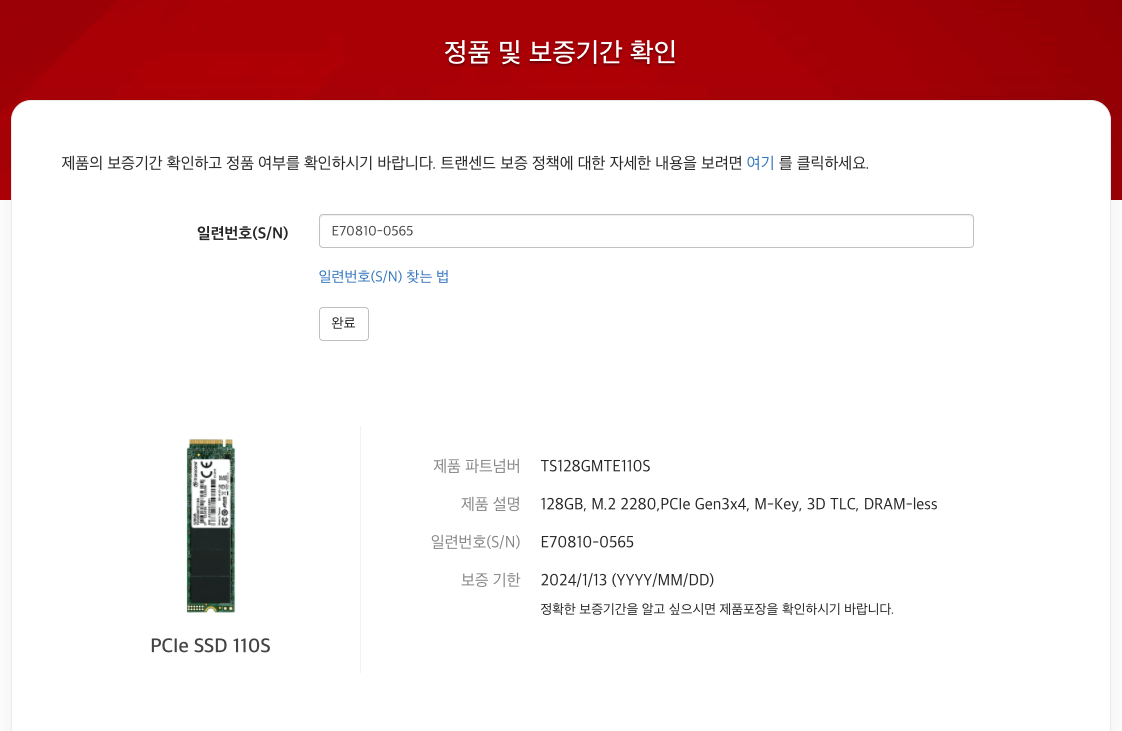 정품 및 보증기간 확인
제품의 보증기간 확인하고 정품 여부를 확인하시기 바랍니다. 트랜센드 보증 정책에 대한 자세한 내용을 보려면 여기 를 클릭하세요.
일련번호(S/N) E70810-0565
일련번호(S/N) 찾는 법
완료
제품 파트넘버 TS128GMTE110S
제품 설명 128GB, M.2 2280,PCIe Gen3x4, M-Key, 3D TLC, DRAM-less
일련번호(S/N) E70810-0565
보증 기한 2024/1/13 (YYYY/MM/DD)
정확한 보증기간을 알고 싶으시면 제품포장을 확인하시기 바랍니다.
PCIe SSD 110S